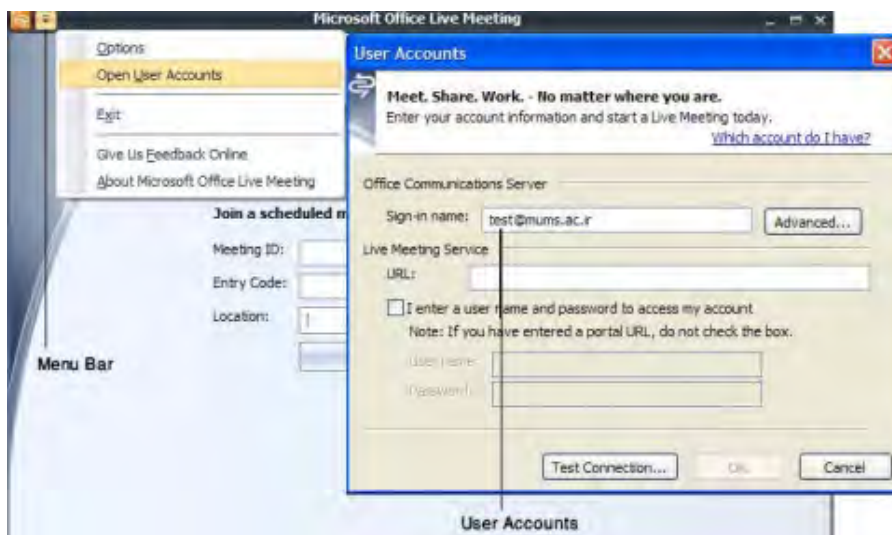 Microsoft Office Live Meeting
Options
Open User Accounts
Exit
Give Us Feedback Online
About Microsoft Office Live Meeting
Join a scheduled m
Meeting ID:
Entry Code:
Location:
Menu Bar
User Accounts
Meet. Share. Work. - No matter where you are.
Enter your account information and start a Live Meeting today.
Which account do I have?
Office Communications Server
Sign-in name: test@mums.ac.ir Advanced...
Live Meeting Service
URL:
I enter a user name and password to access my account
Note: If you have entered a portal URL, do not check the box.
User name:
Password:
Test Connection... OK Cancel
User Accounts